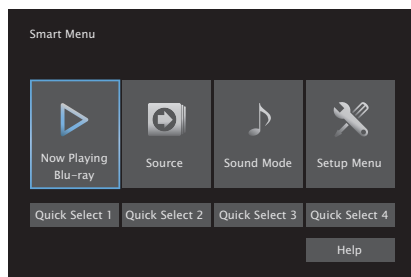 Smart Menu
Now Playing
Blu-ray
Source
Sound Mode
Setup Menu
Quick Select 1
Quick Select 2
Quick Select 3
Quick Select 4
Help